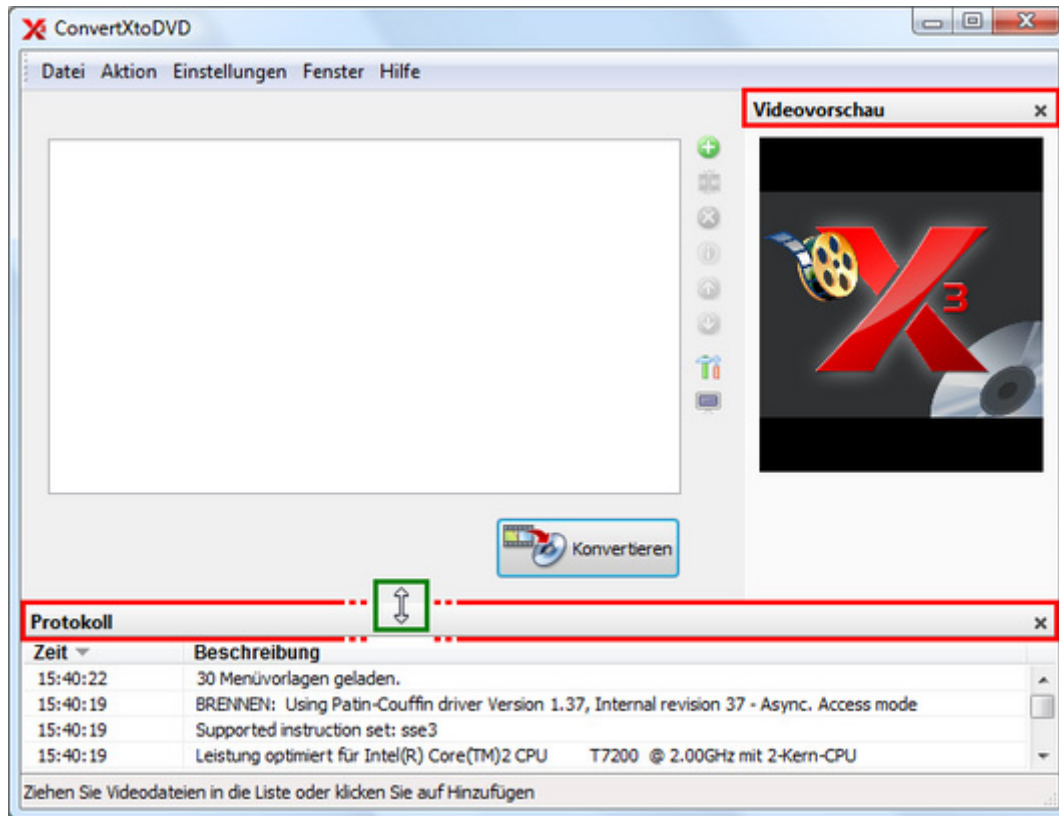 ConvertXtoDVD
Datei Aktion Einstellungen Fenster Hilfe
Videovorschau
3
Konvertieren
Protokoll
Zeit Beschreibung
15:40:22 30 Menüvorlagen geladen.
15:40:19 BRENNEN: Using Patin-Couffin driver Version 1.37, Internal revision 37 - Async. Access mode
15:40:19 Supported instruction set: sse3
15:40:19 Leistung optimiert für Intel(R) Core(TM)2 CPU T7200 @ 2.00GHz mit 2-Kern-CPU
Ziehen Sie Videodateien in die Liste oder klicken Sie auf Hinzufügen